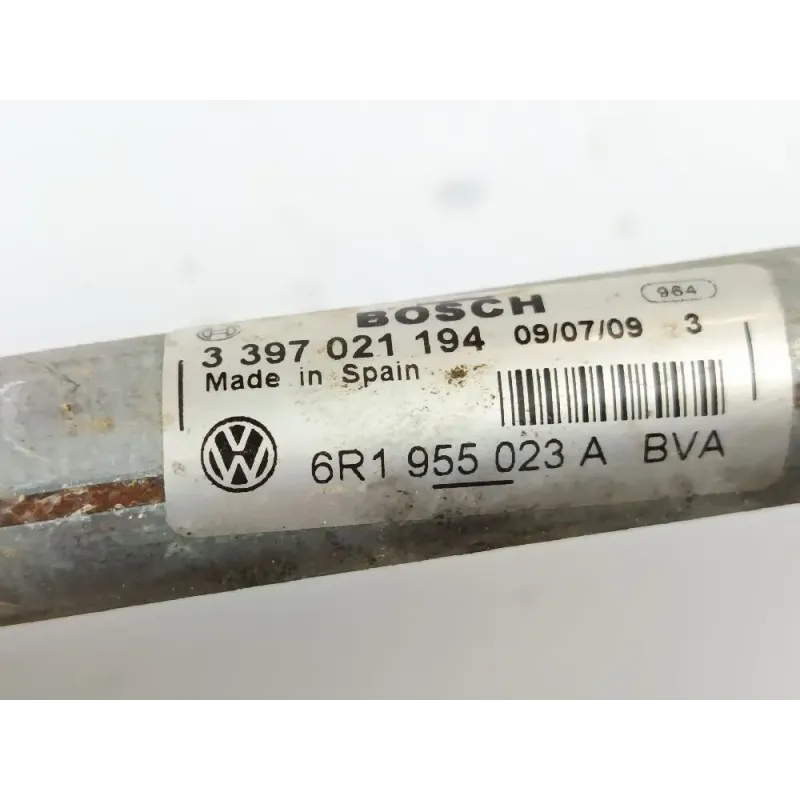 BOSCH 964
3 397 021 194 09/07/09 3
Made in Spain
6R1 955 023 A BVA